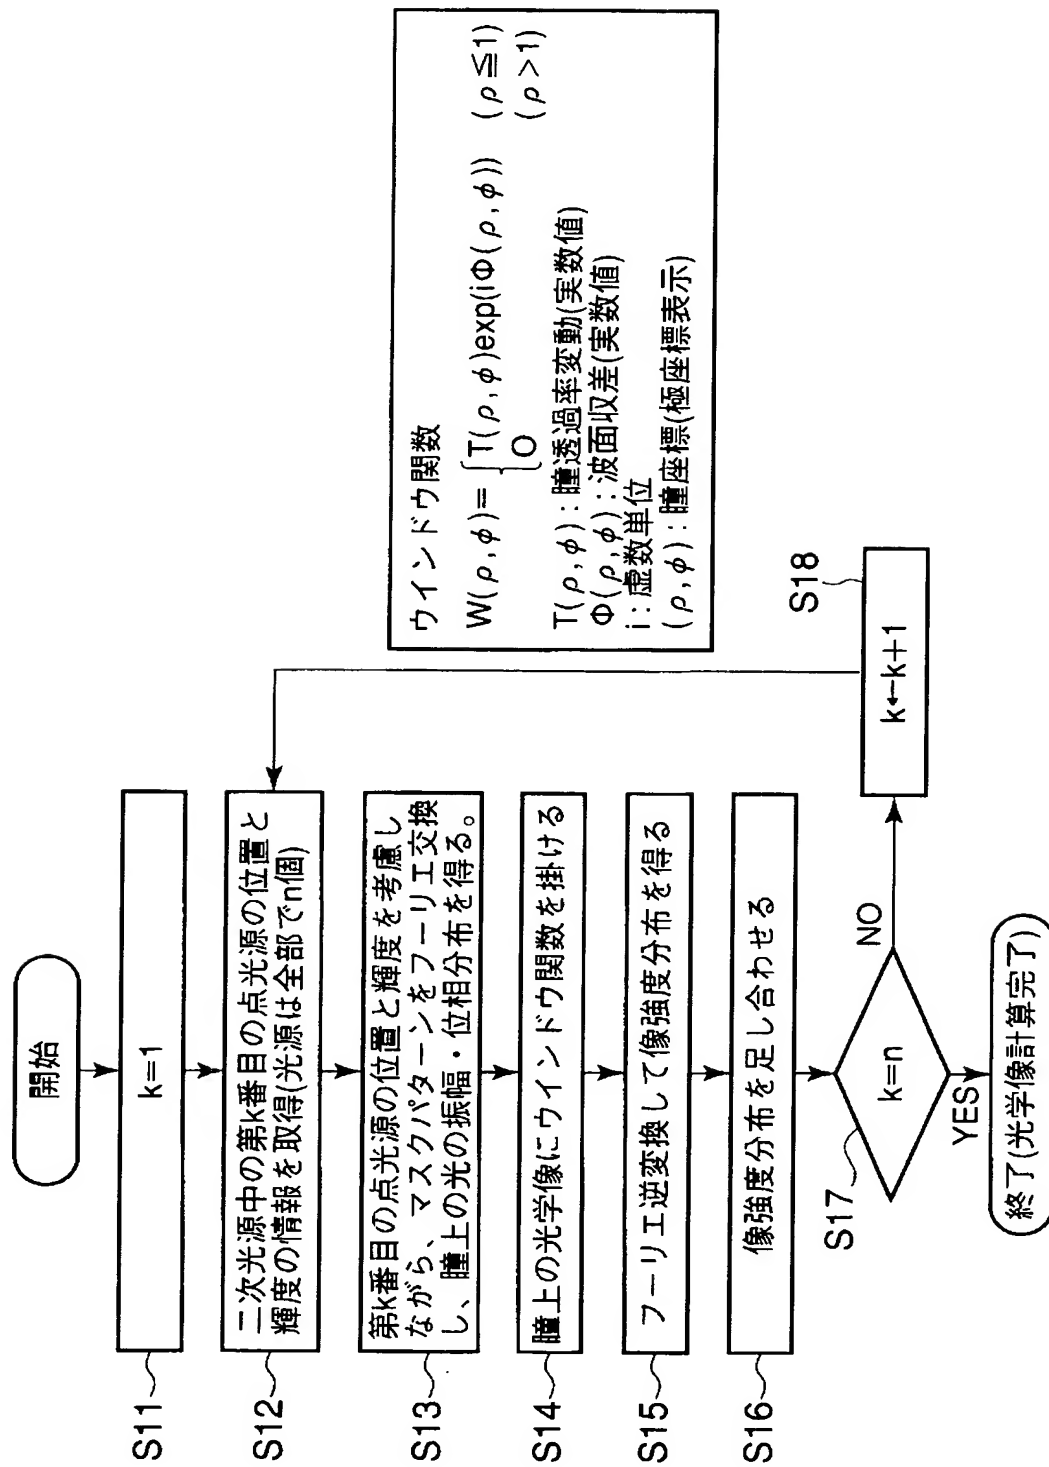 開始
S11
k=1
S12
二次光源中の第k番目の点光源の位置と
輝度の情報を取得(光源は全部でn個)
S13
第k番目の点光源の位置と輝度を考慮し
ながら、マスクパターンをフーリエ交換
し、瞳上の光の振幅・位相分布を得る。
S14
瞳上の光学像にウインドウ関数を掛ける
S15
フーリエ逆変換して像強度分布を得る
S16
像強度分布を足し合わせる
S17
k=n
NO
YES
S18
k←k+1
終了(光学像計算完了)
ウインドウ関数
W(ρ,φ)={T(ρ,φ)exp(iΦ(ρ,φ)) (ρ≦1)
0 (ρ>1)
T(ρ,φ):瞳透過率変動(実数値)
Φ(ρ,φ):波面収差(実数値)
i:虚数単位
(ρ,φ):瞳座標(極座標表示)